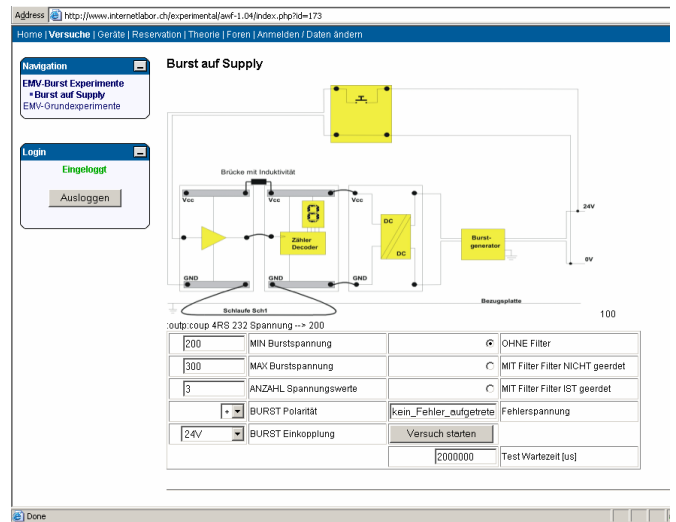 Address http://www.internetlabor.ch/experimental/awf-1.04/index.php?id=173
Home | Versuche | Geräte | Reservation | Theorie | Foren | Anmelden / Daten ändern
Navigation
EMV-Burst Experimente
Burst auf Supply
EMV-Grundexperimente
Login
Eingeloggt
Ausloggen
Burst auf Supply
Brücke mit Induktivität
Vcc
Vcc
Vcc
24V
DC
DC
Zähler
Decoder
Burst-
generator
0V
GND
GND
GND
Bezugsplatte
Schlaufe Sch1
100
:outp:coup 4RS 232 Spannung --> 200
200 MIN Burstspannung OHNE Filter
300 MAX Burstspannung MIT Filter Filter NICHT geerdet
3 ANZAHL Spannungswerte MIT Filter Filter IST geerdet
+ BURST Polarität kein_Fehler_aufgetrete Fehlerspannung
24V BURST Einkopplung Versuch starten
2000000 Test Wartezeit [us]
Done